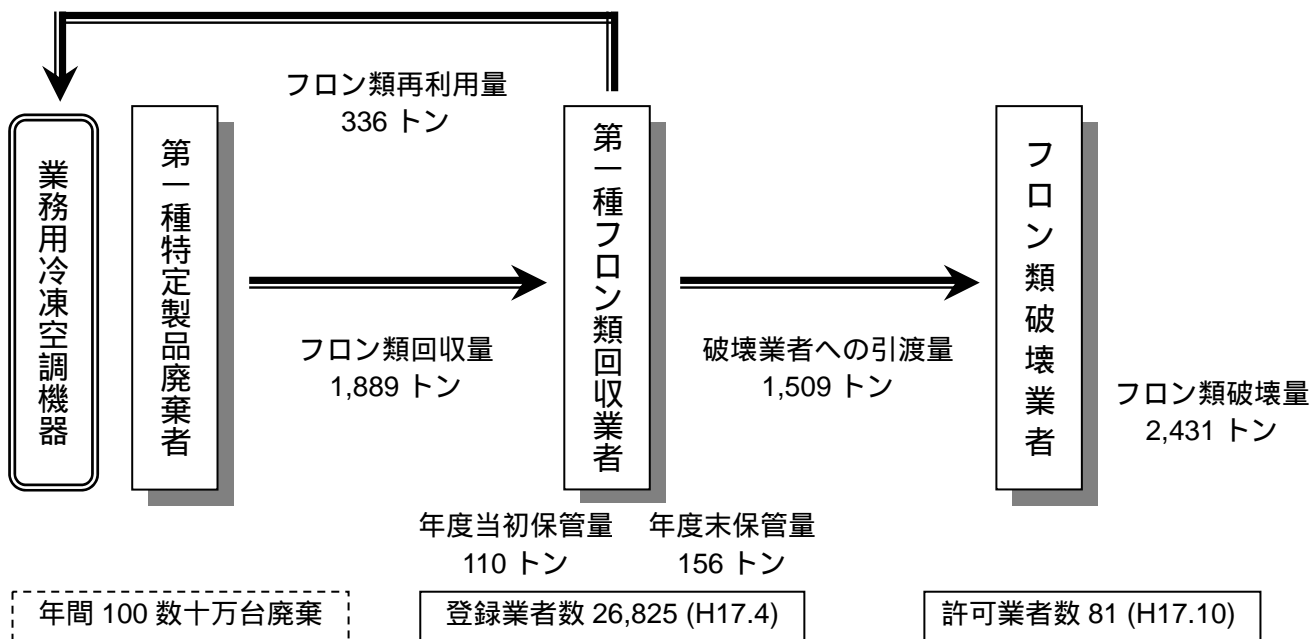 フロン類再利用量
336 トン
業務用冷凍空調機器
第一種特定製品廃棄者
第一種フロン類回収業者
フロン類破壊業者
フロン類回収量
1,889 トン
破壊業者への引渡量
1,509 トン
フロン類破壊量
2,431 トン
年度当初保管量
110 トン
年度末保管量
156 トン
年間 100 数十万台廃棄
登録業者数 26,825 (H17.4)
許可業者数 81 (H17.10)